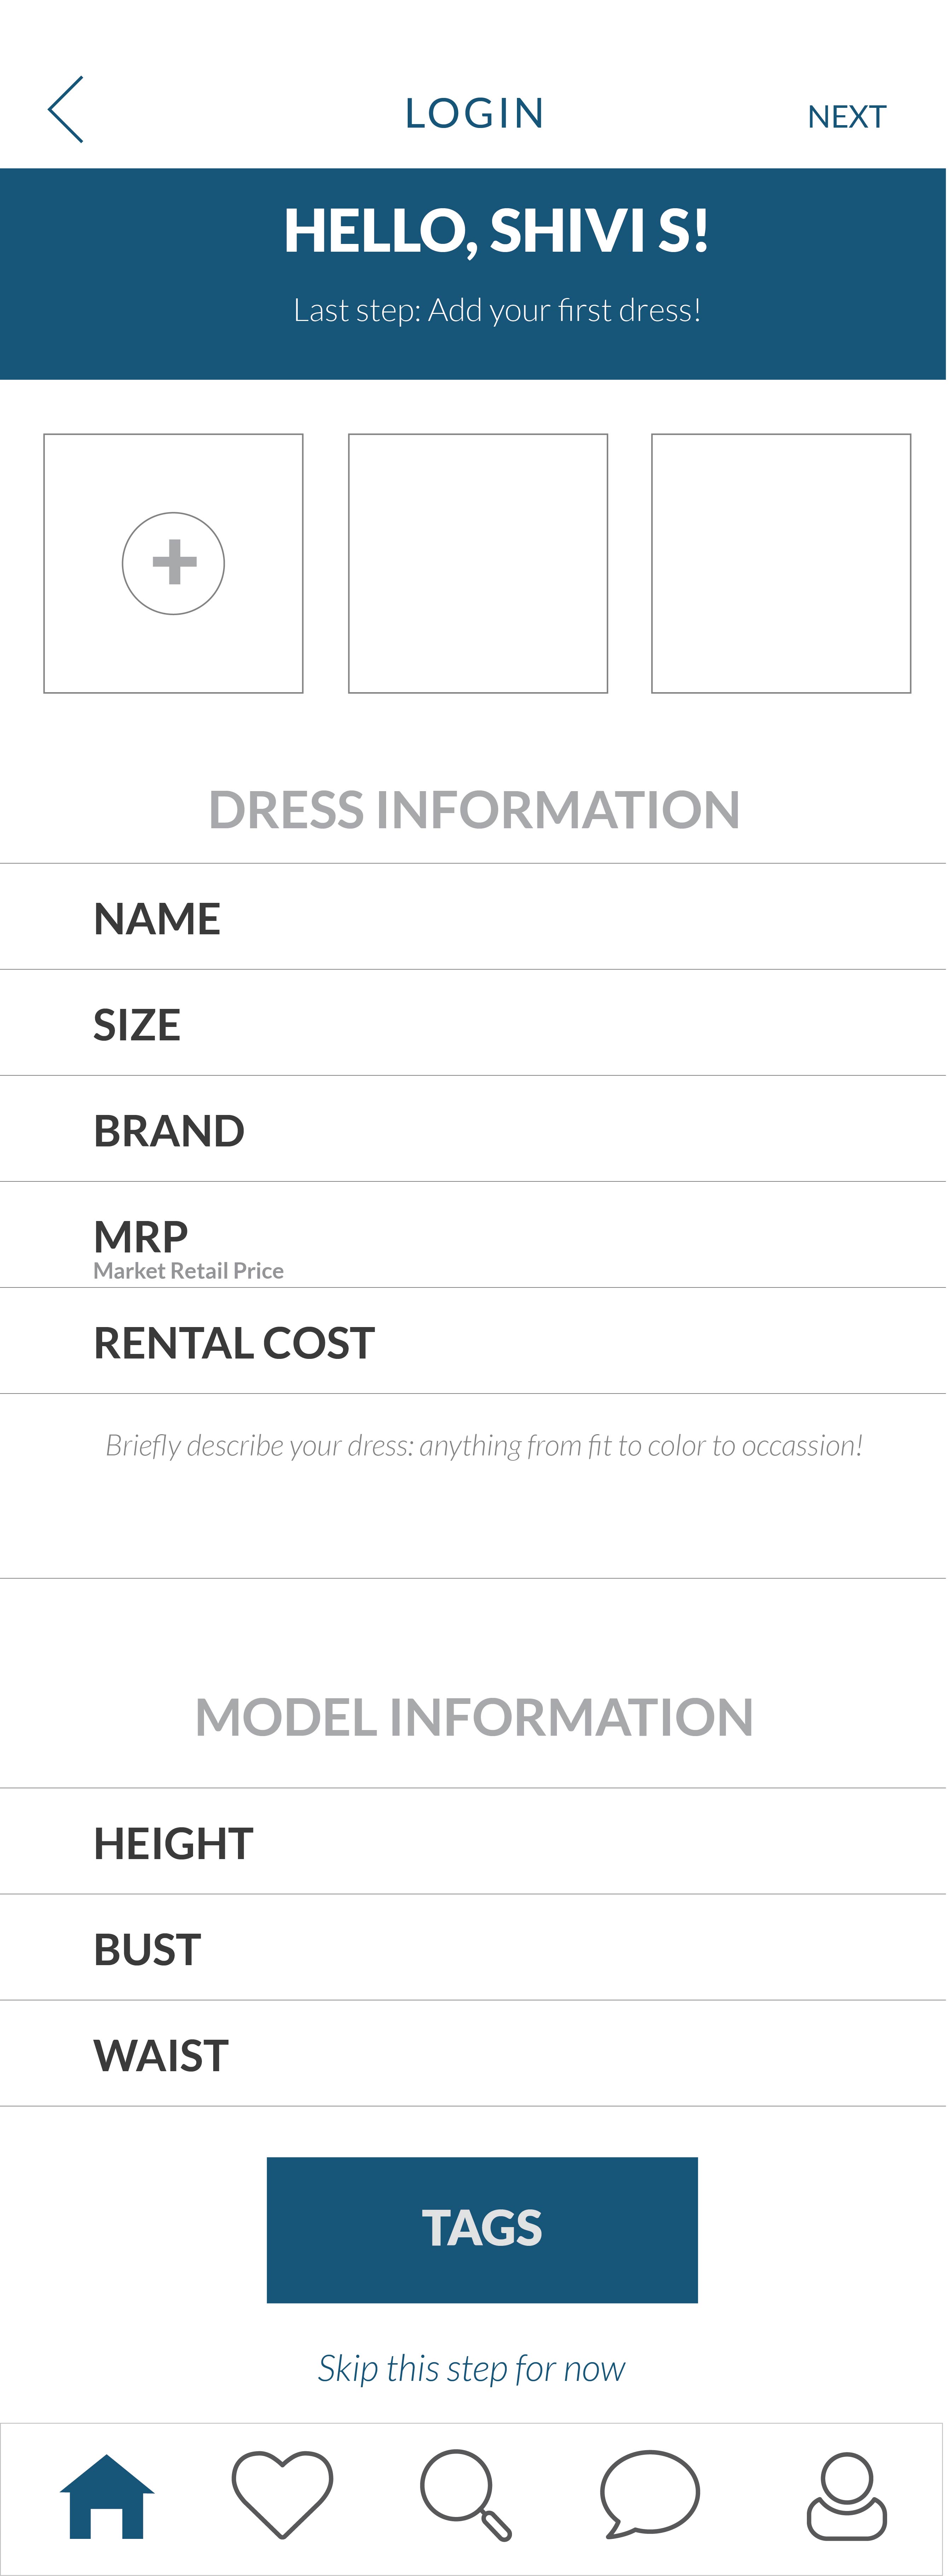 LOGIN
NEXT
HELLO, SHIVI S!
Last step: Add your first dress!
DRESS INFORMATION
NAME
SIZE
BRAND
MRP
Market Retail Price
RENTAL COST
Briefly describe your dress: anything from fit to color to occassion!
MODEL INFORMATION
HEIGHT
BUST
WAIST
TAGS
Skip this step for now